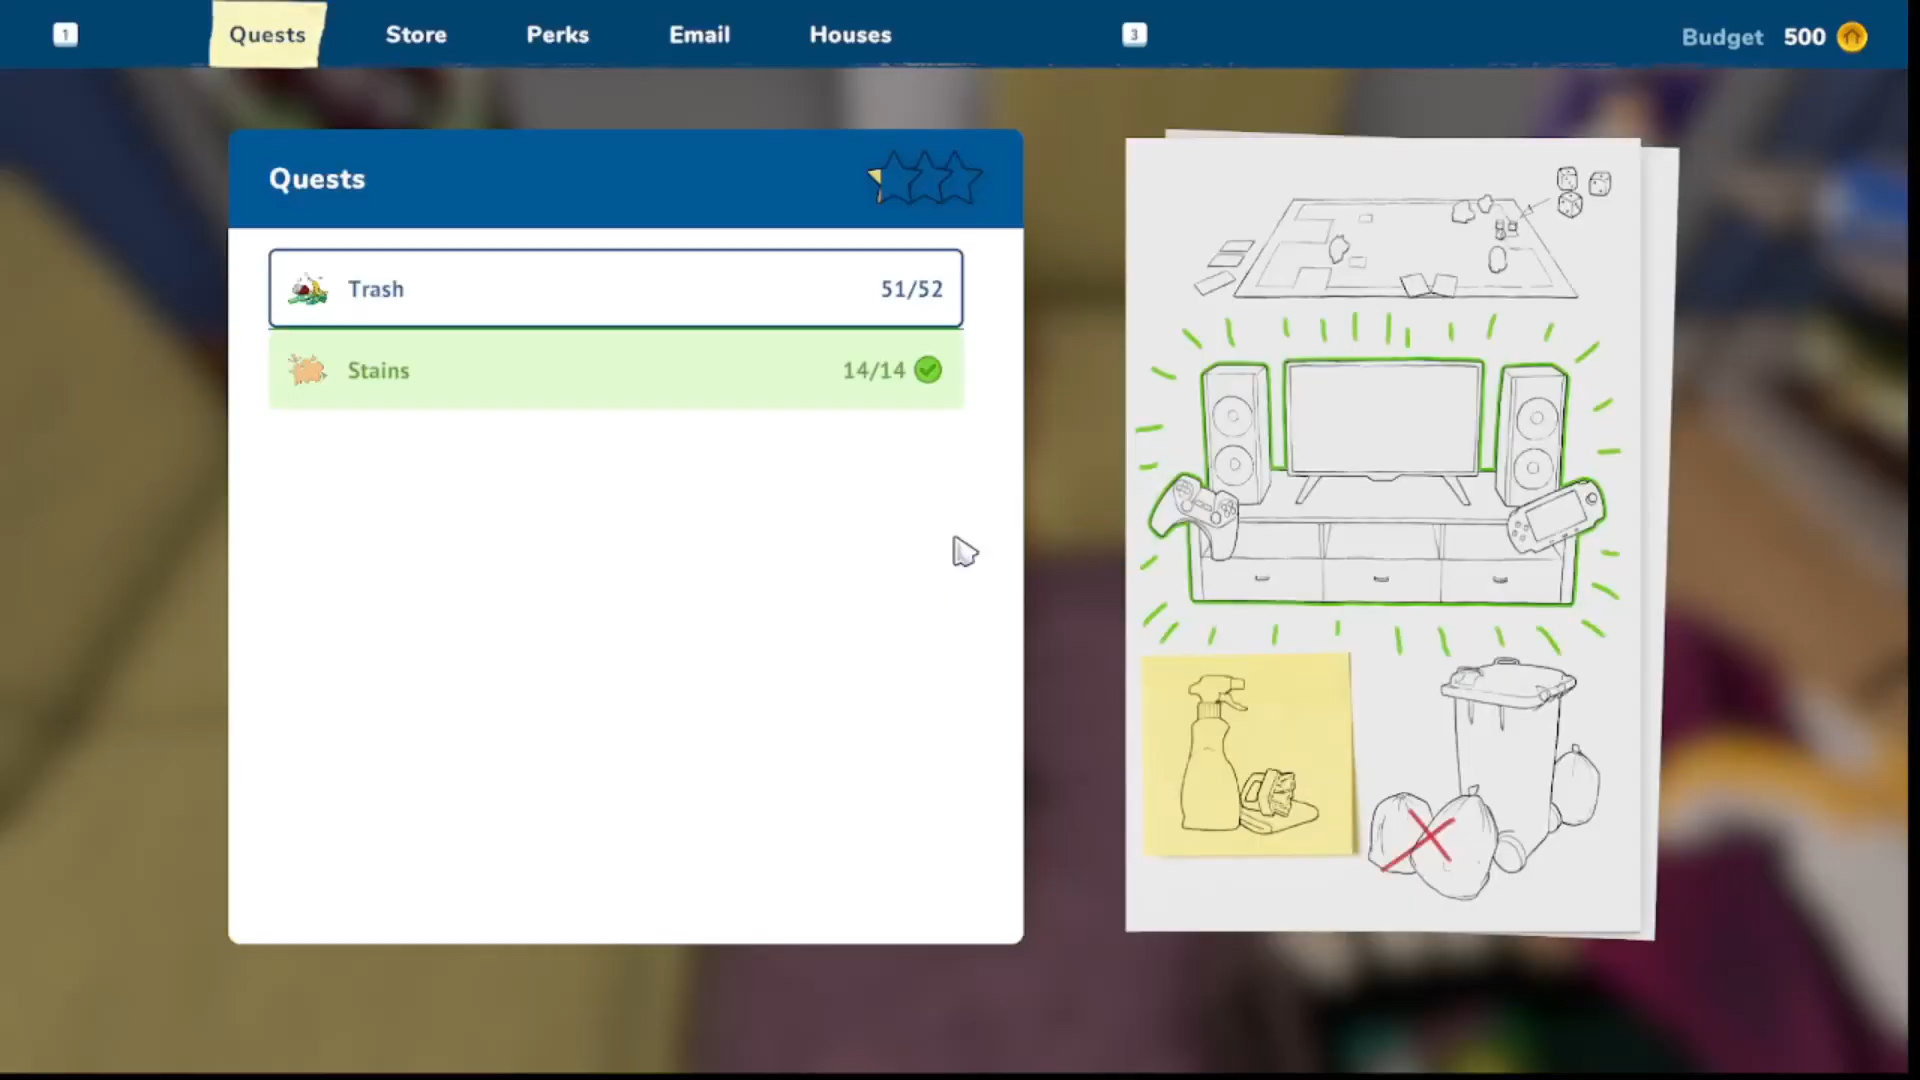 1 Quests Store Perks Email Houses 3 Budget 500
Quests
Trash 51/52
Stains 14/14